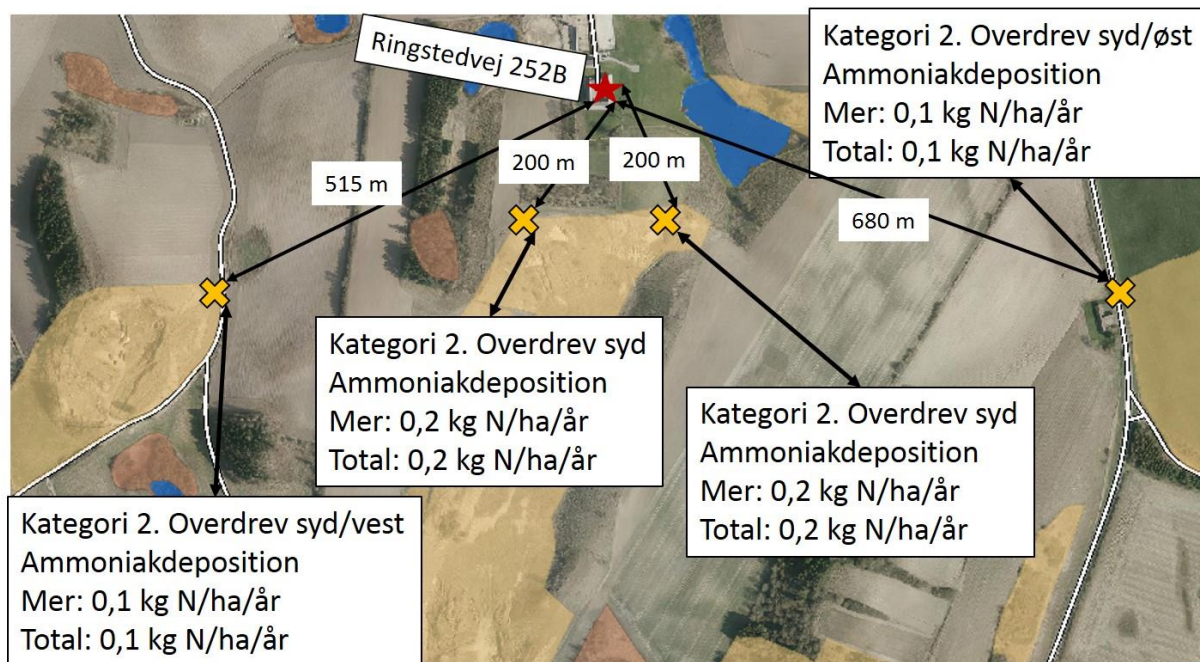 Ringstedvej 252B
Kategori 2. Overdrev syd/øst
Ammoniakdeposition
Mer: 0,1 kg N/ha/år
Total: 0,1 kg N/ha/år
515 m
200 m
200 m
680 m
Kategori 2. Overdrev syd
Ammoniakdeposition
Mer: 0,2 kg N/ha/år
Total: 0,2 kg N/ha/år
Kategori 2. Overdrev syd
Ammoniakdeposition
Mer: 0,2 kg N/ha/år
Total: 0,2 kg N/ha/år
Kategori 2. Overdrev syd/vest
Ammoniakdeposition
Mer: 0,1 kg N/ha/år
Total: 0,1 kg N/ha/år